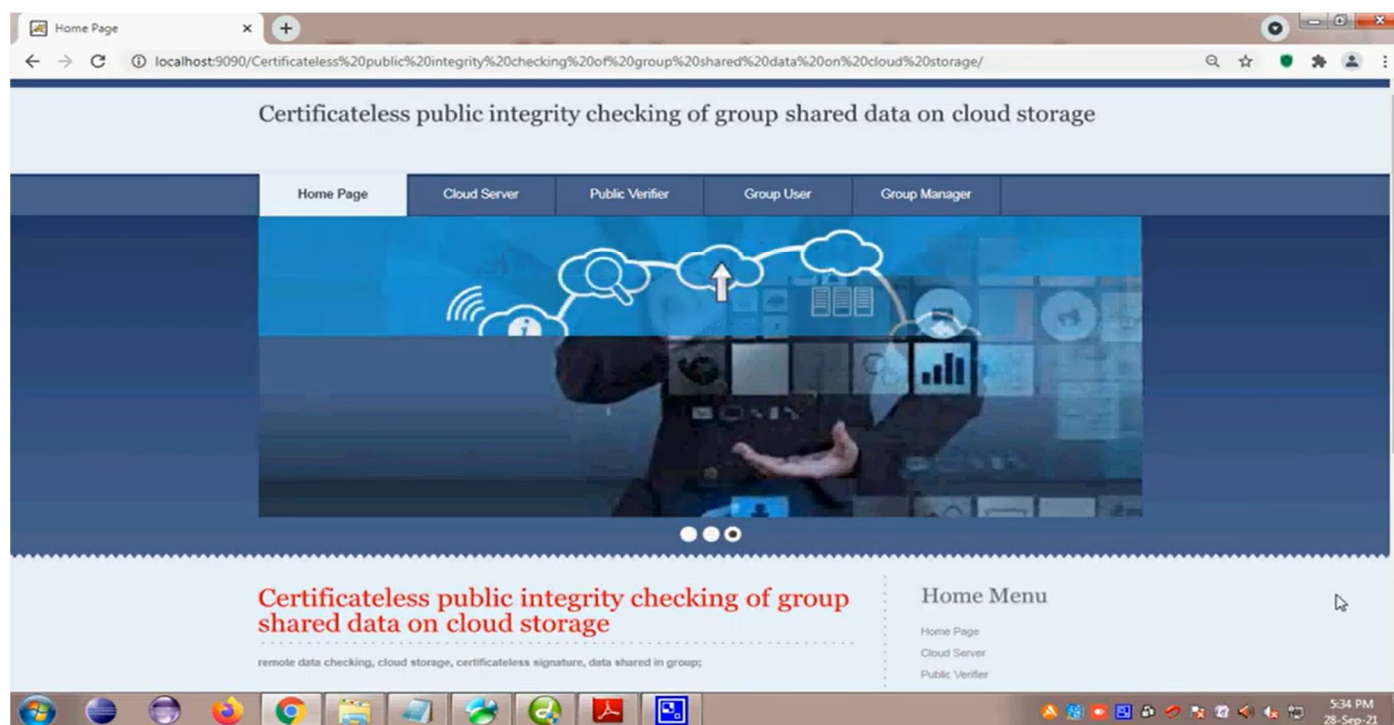 Home Page
localhost:9090/Certificateless%20public%20integrity%20checking%20of%20group%20shared%20data%20on%20cloud%20storage/
Certificateless public integrity checking of group shared data on cloud storage
Home Page Cloud Server Public Verifier Group User Group Manager
Certificateless public integrity checking of group
shared data on cloud storage
remote data checking, cloud storage, certificateless signature, data shared in group;
Home Menu
Home Page
Cloud Server
Public Verifier
5:34 PM
28-Sep-21